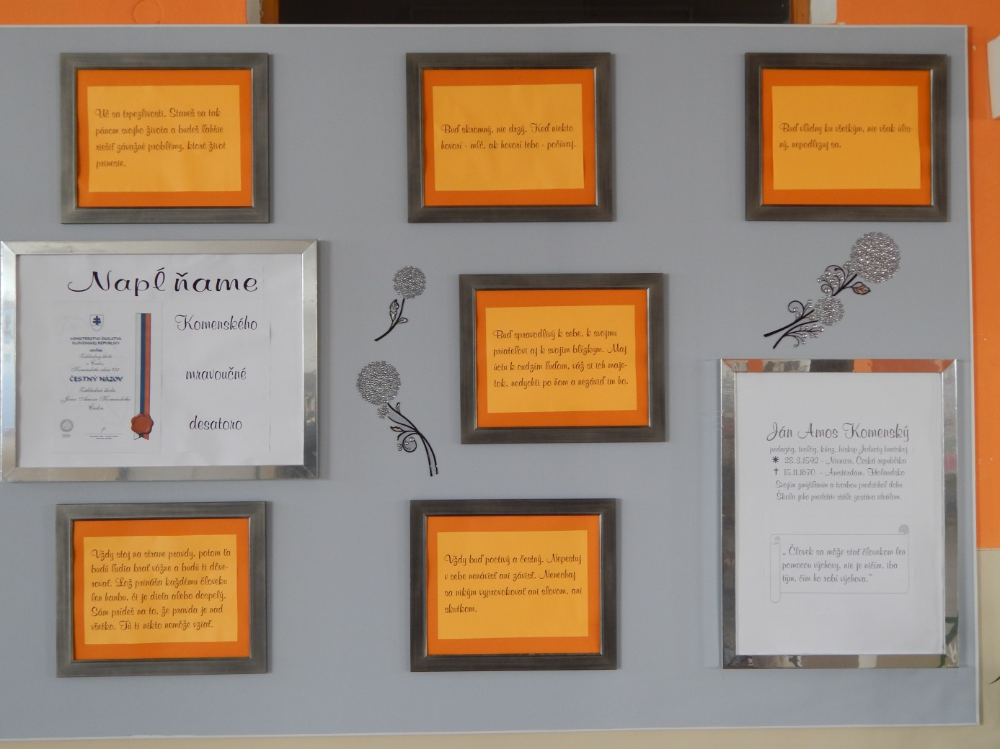 Uč sa trpezlivosti. Staneš sa tak
pánom svojho života a budeš ľahšie
riešiť závažné problémy, ktoré život
prinesie.
Buď skromný, nie drzý. Keď niekto
hovorí - mlč, ak hovorí tebe - počúvaj.
Buď vľúdny ku všetkým, nie však úlis-
ný, nepodlizuj sa.
Napĺňame
Komenského
mravoučné
desatoro
MINISTERSTVO ŠKOLSTVA
SLOVENSKEJ REPUBLIKY
udeľuje
Základnej škole
ČESTNÝ NÁZOV
Základná škola
Jána Amosa Komenského
Čadca
Buď spravodlivý k sebe, k svojmu
priateľovi aj k svojim blízkym. Maj
úctu k cudzím ľuďom, váž si ich maje-
tok, nedychti po ňom a nezáviď im ho.
Ján Amos Komenský
pedagóg, teológ, kňaz, biskup Jednoty bratskej
28.3.1592 - Nivnica, Česká republika
† 15.11.1670 - Amsterdam, Holandsko
Svojím zmýšľaním a tvorbou predstihol dobu
Škola jeho predstáv stále zostáva ideálom.
„ Človek sa môže stať človekom len
pomocou výchovy, nie je ničím, iba
tým, čím ho robí výchova."
Vždy stoj na strane pravdy, potom ťa
budú ľudia brať vážne a budú ti dôve-
rovať. Lož prináša každému človeku
len hanbu, či je dieťa alebo dospelý.
Sám prídeš na to, že pravda je nad
všetko. Tú ti nikto nemôže vziať.
Vždy buď poctivý a čestný. Nepestuj
v sebe nenávisť ani závisť. Nenechaj
sa nikým vyprovokovať ani slovom, ani
skutkom.